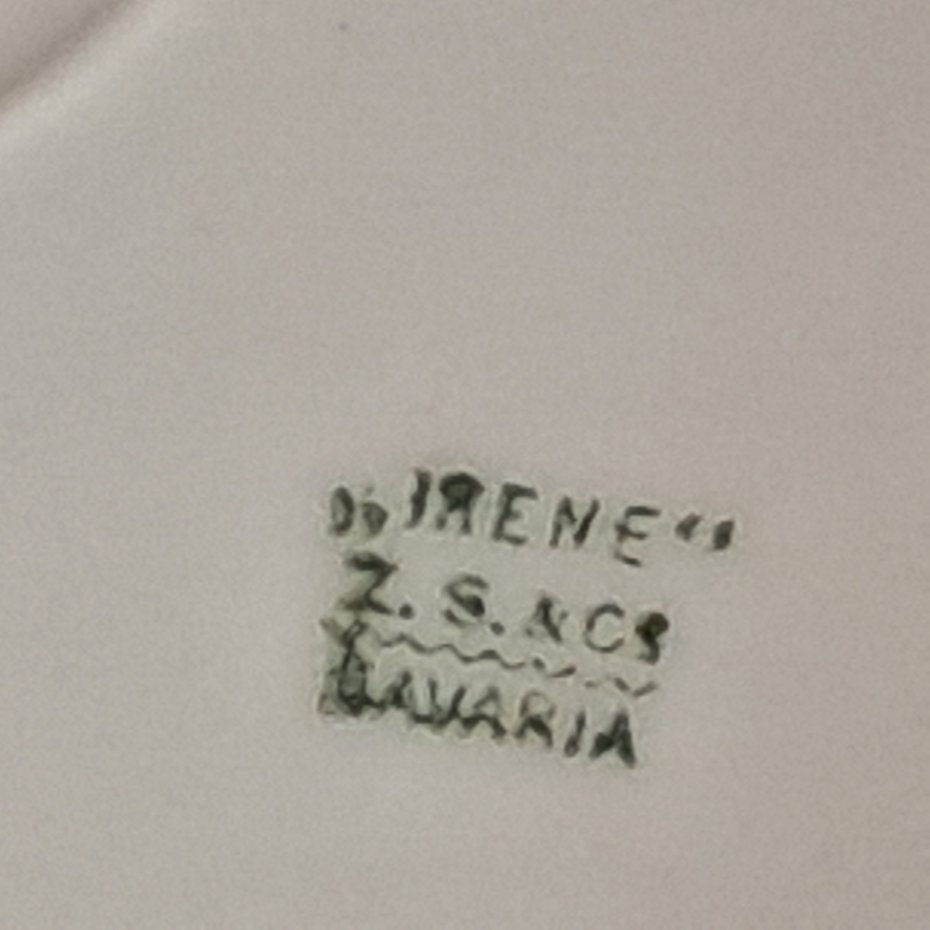 „IRENE“
Z. S. & Co
BAVARIA